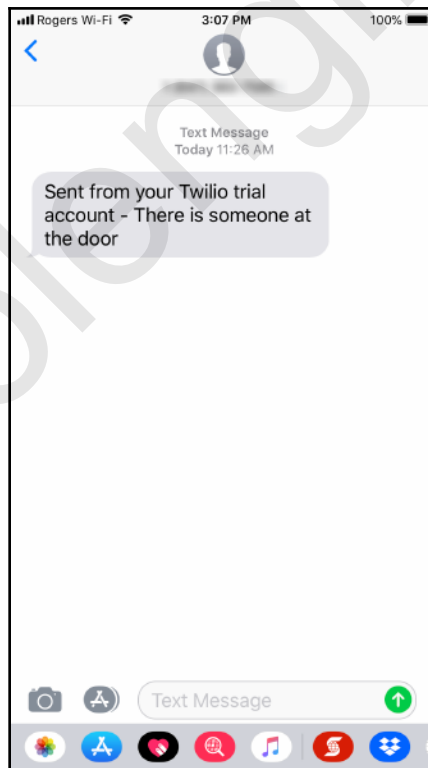 Rogers Wi-Fi
3:07 PM
100%
Text Message
Today 11:26 AM
Sent from your Twilio trial
account - There is someone at
the door
Text Message